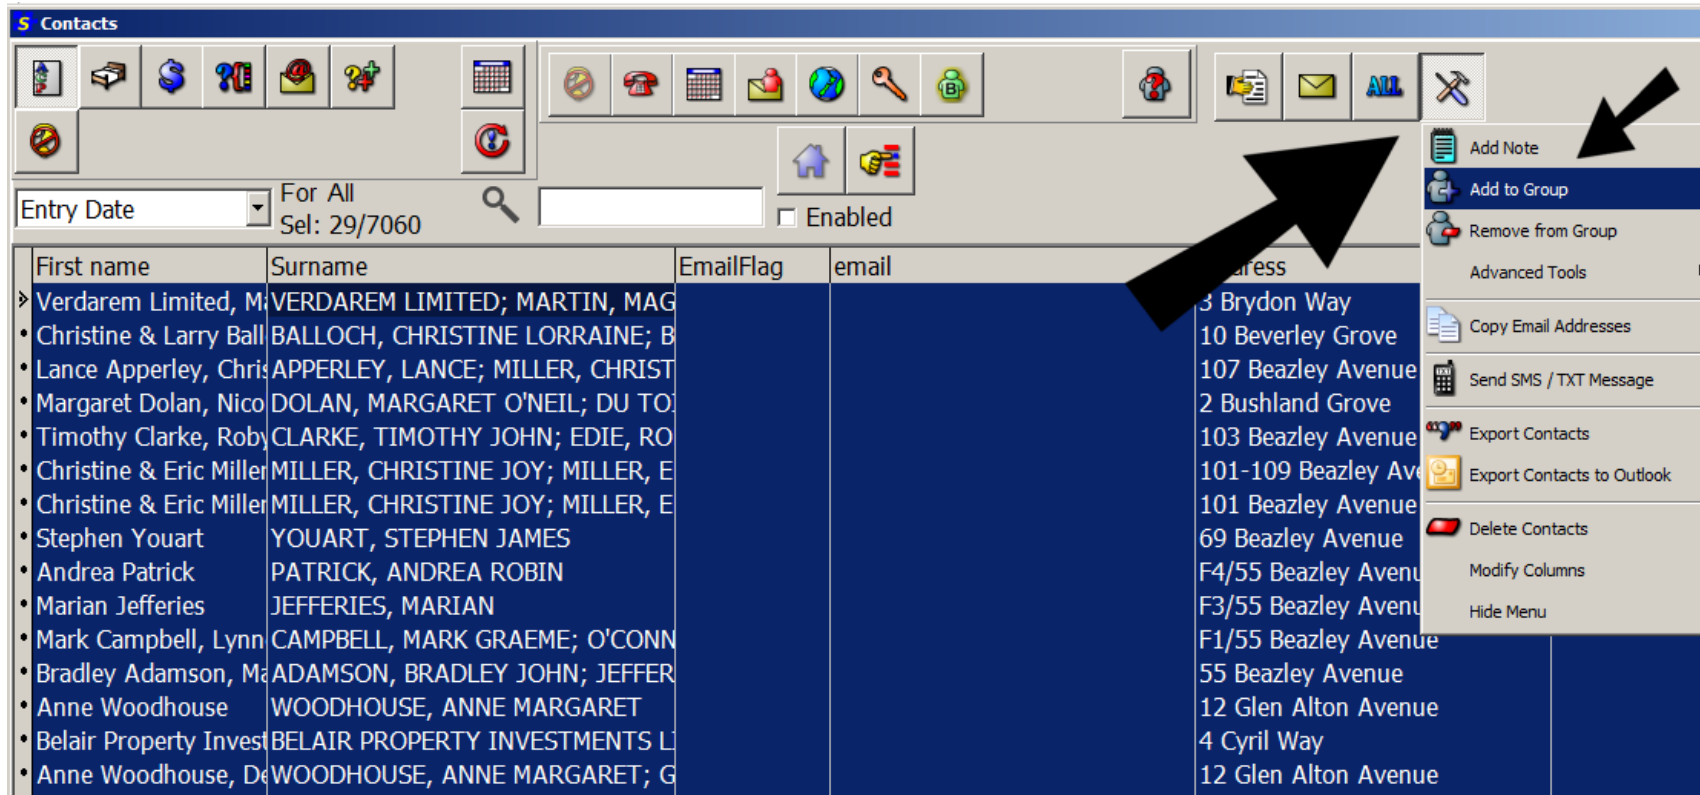 S Contacts
ALL
B
Entry Date
For All
Sel: 29/7060
Enabled
First name Surname EmailFlag email ress
Verdarem Limited, Ma VERDAREM LIMITED; MARTIN, MAG 3 Brydon Way
Christine & Larry Ball BALLOCH, CHRISTINE LORRAINE; B 10 Beverley Grove
Lance Apperley, Chris APPERLEY, LANCE; MILLER, CHRIST 107 Beazley Avenue
Margaret Dolan, Nico DOLAN, MARGARET O'NEIL; DU TO 2 Bushland Grove
Timothy Clarke, Roby CLARKE, TIMOTHY JOHN; EDIE, RO 103 Beazley Avenue
Christine & Eric Miller MILLER, CHRISTINE JOY; MILLER, E 101-109 Beazley Ave
Christine & Eric Miller MILLER, CHRISTINE JOY; MILLER, E 101 Beazley Avenue
Stephen Youart YOUART, STEPHEN JAMES 69 Beazley Avenue
Andrea Patrick PATRICK, ANDREA ROBIN F4/55 Beazley Avenu
Marian Jefferies JEFFERIES, MARIAN F3/55 Beazley Avenu
Mark Campbell, Lynn CAMPBELL, MARK GRAEME; O'CONN F1/55 Beazley Avenue
Bradley Adamson, Ma ADAMSON, BRADLEY JOHN; JEFFER 55 Beazley Avenue
Anne Woodhouse WOODHOUSE, ANNE MARGARET 12 Glen Alton Avenue
Belair Property Invest BELAIR PROPERTY INVESTMENTS L 4 Cyril Way
Anne Woodhouse, De WOODHOUSE, ANNE MARGARET; G 12 Glen Alton Avenue
Add Note
Add to Group
Remove from Group
Advanced Tools
Copy Email Addresses
Send SMS / TXT Message
Export Contacts
Export Contacts to Outlook
Delete Contacts
Modify Columns
Hide Menu